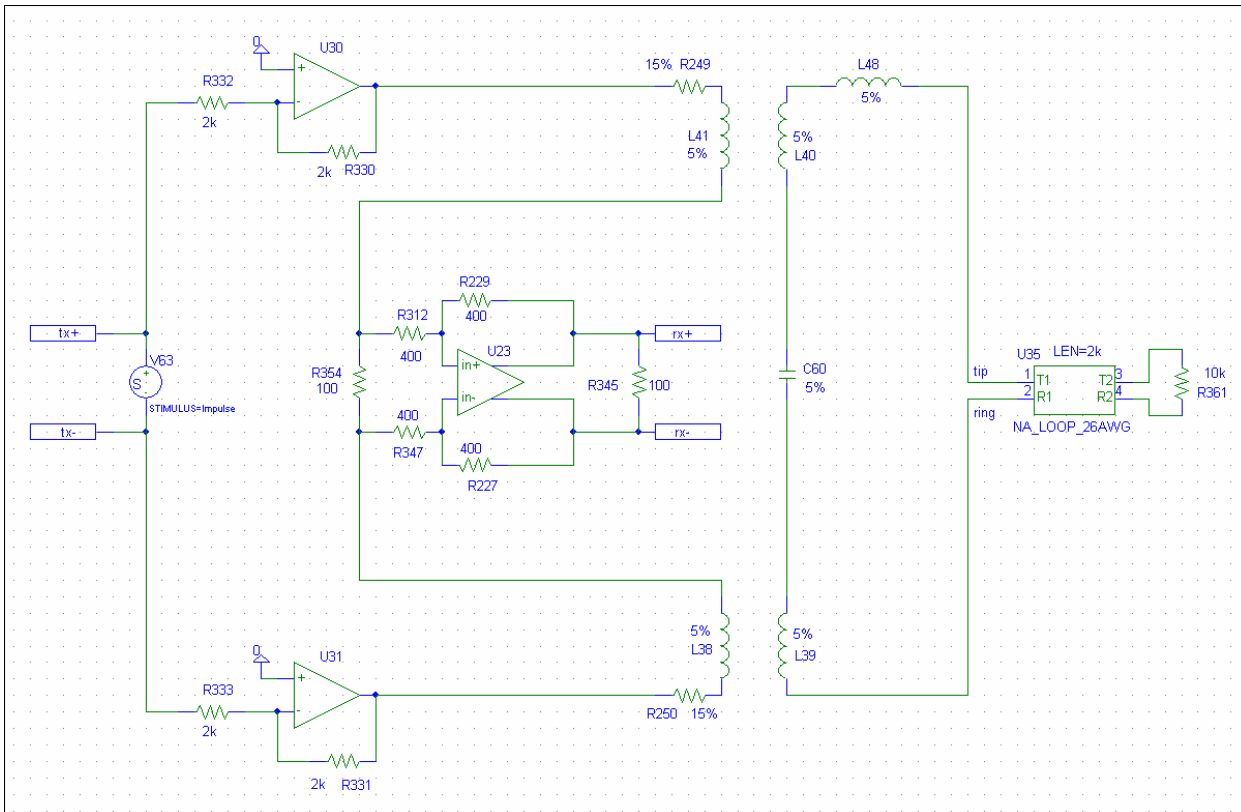 0
U30
R332
2k
+
-
2k R330
15% R249
L41
5%
5%
L40
L48
5%
tx+
V63
S
+
-
STIMULUS=Impulse
tx-
R229
400
R312
400
U23
in+
in-
R354
100
400
R347
400
R227
R345
100
rx+
rx-
C60
5%
tip
ring
U35 LEN=2k
1 T1 T2 3
2 R1 R2 4
NA_LOOP_26AWG
10k
R361
0
U31
R333
2k
+
-
2k R331
5%
L38
R250 15%
5%
L39